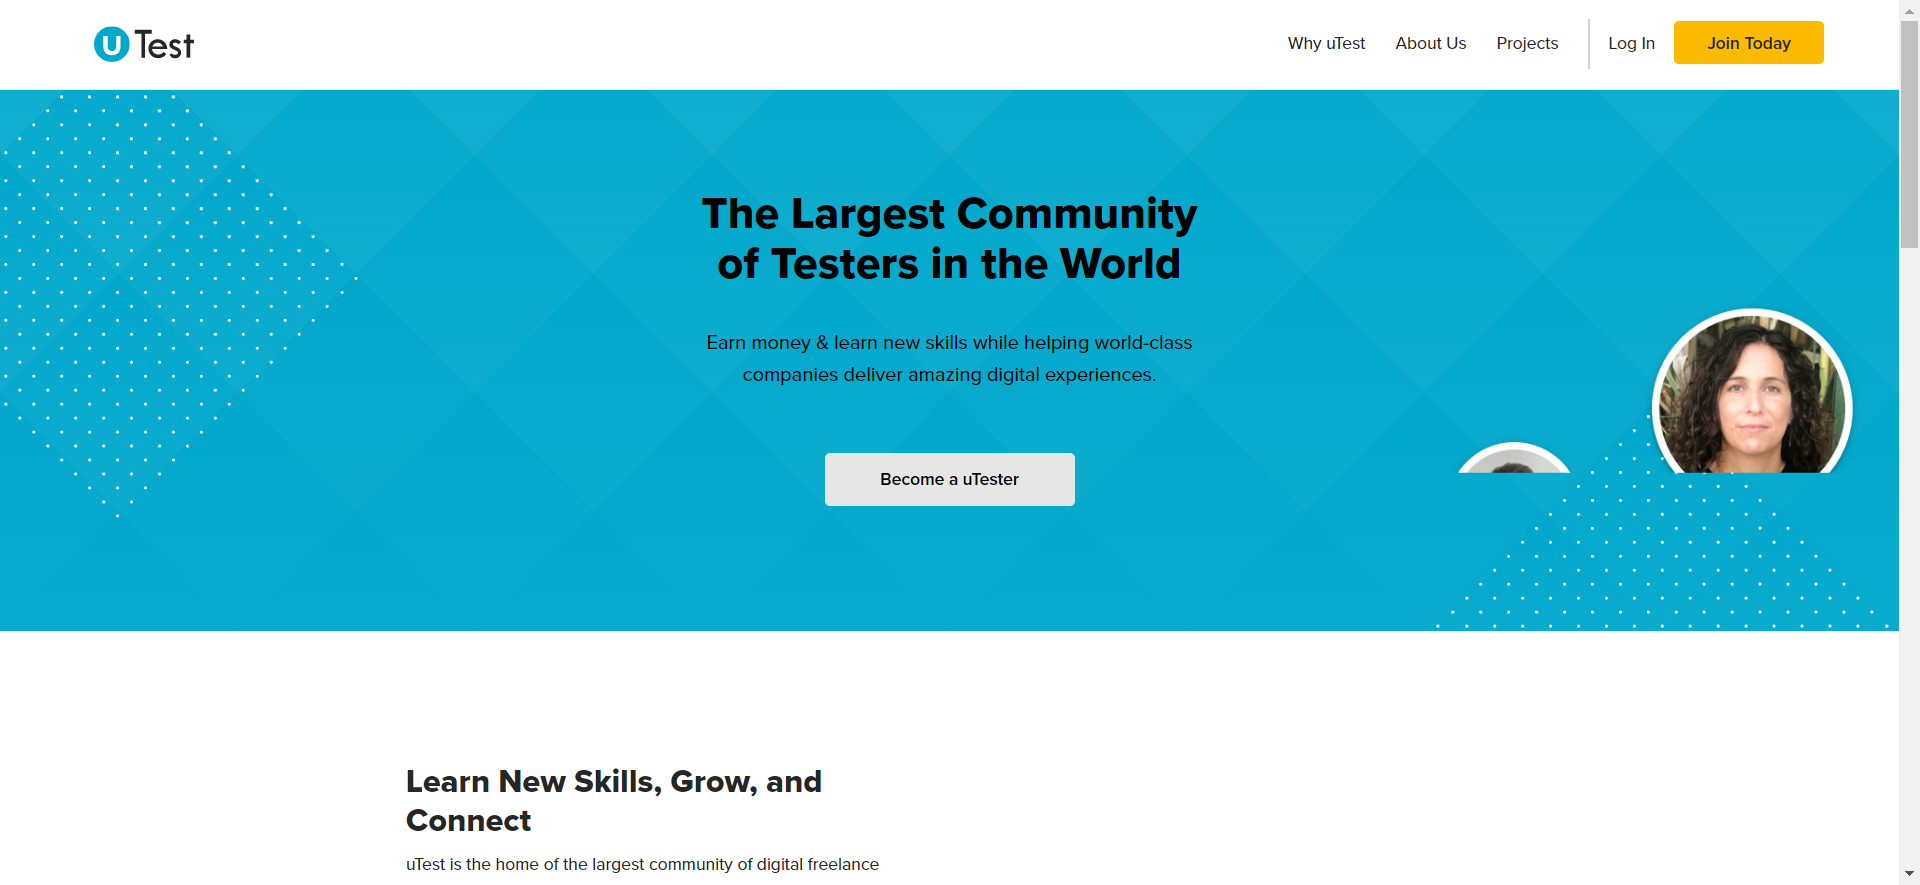 u Test
Why uTest
About Us
Projects
Log In
Join Today
The Largest Community
of Testers in the World
Earn money & learn new skills while helping world-class
companies deliver amazing digital experiences.
Become a uTester
Learn New Skills, Grow, and
Connect
uTest is the home of the largest community of digital freelance